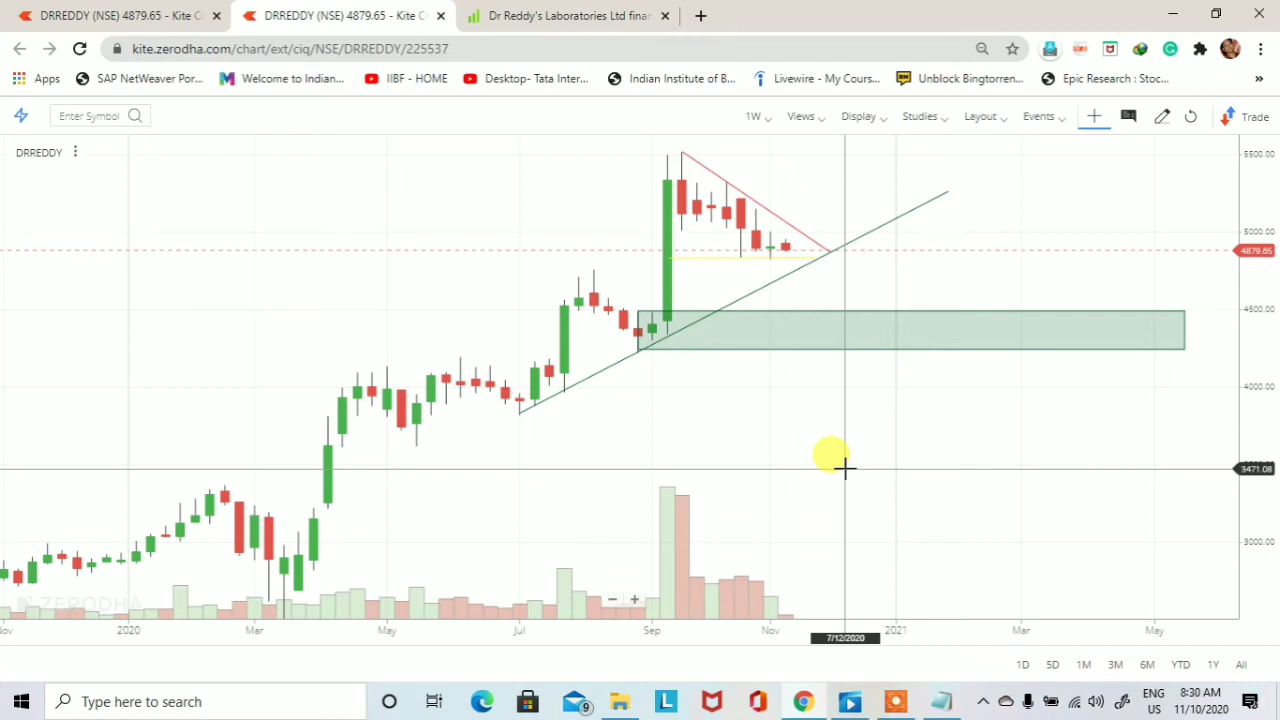 DRREDDY (NSE) 4879.65 - Kite C
DRREDDY (NSE) 4879.65 - Kite C
Dr Reddy's Laboratories Ltd finan
kite.zerodha.com/chart/ext/ciq/NSE/DRREDDY/225537
Apps SAP NetWeaver Por... Welcome to Indian... IIBF - HOME Desktop- Tata Inter... Indian Institute of B... Livewire - My Cours... Unblock Bingtorren... Epic Research : Stoc... »
Enter Symbol 1W Views Display Studies Layout Events Trade
DRREDDY
5500.00
5000.00
4879.65
4500.00
4000.00
3471.08
3000.00
ZERODHA
Nov 2020 Mar May Jul Sep Nov 2021 Mar May
7/12/2020
1D 5D 1M 3M 6M YTD 1Y All
Type here to search
9
ENG
US
8:30 AM
11/10/2020